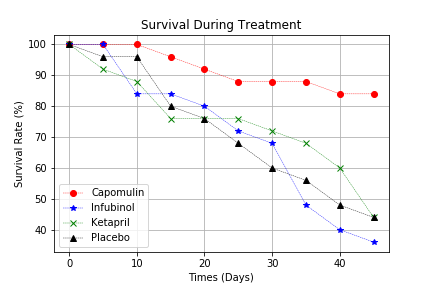 Survival During Treatment
Survival Rate (%)
100
90
80
70
60
50
40
Capomulin
Infubinol
Ketapril
Placebo
0
10
20
30
40
Times (Days)